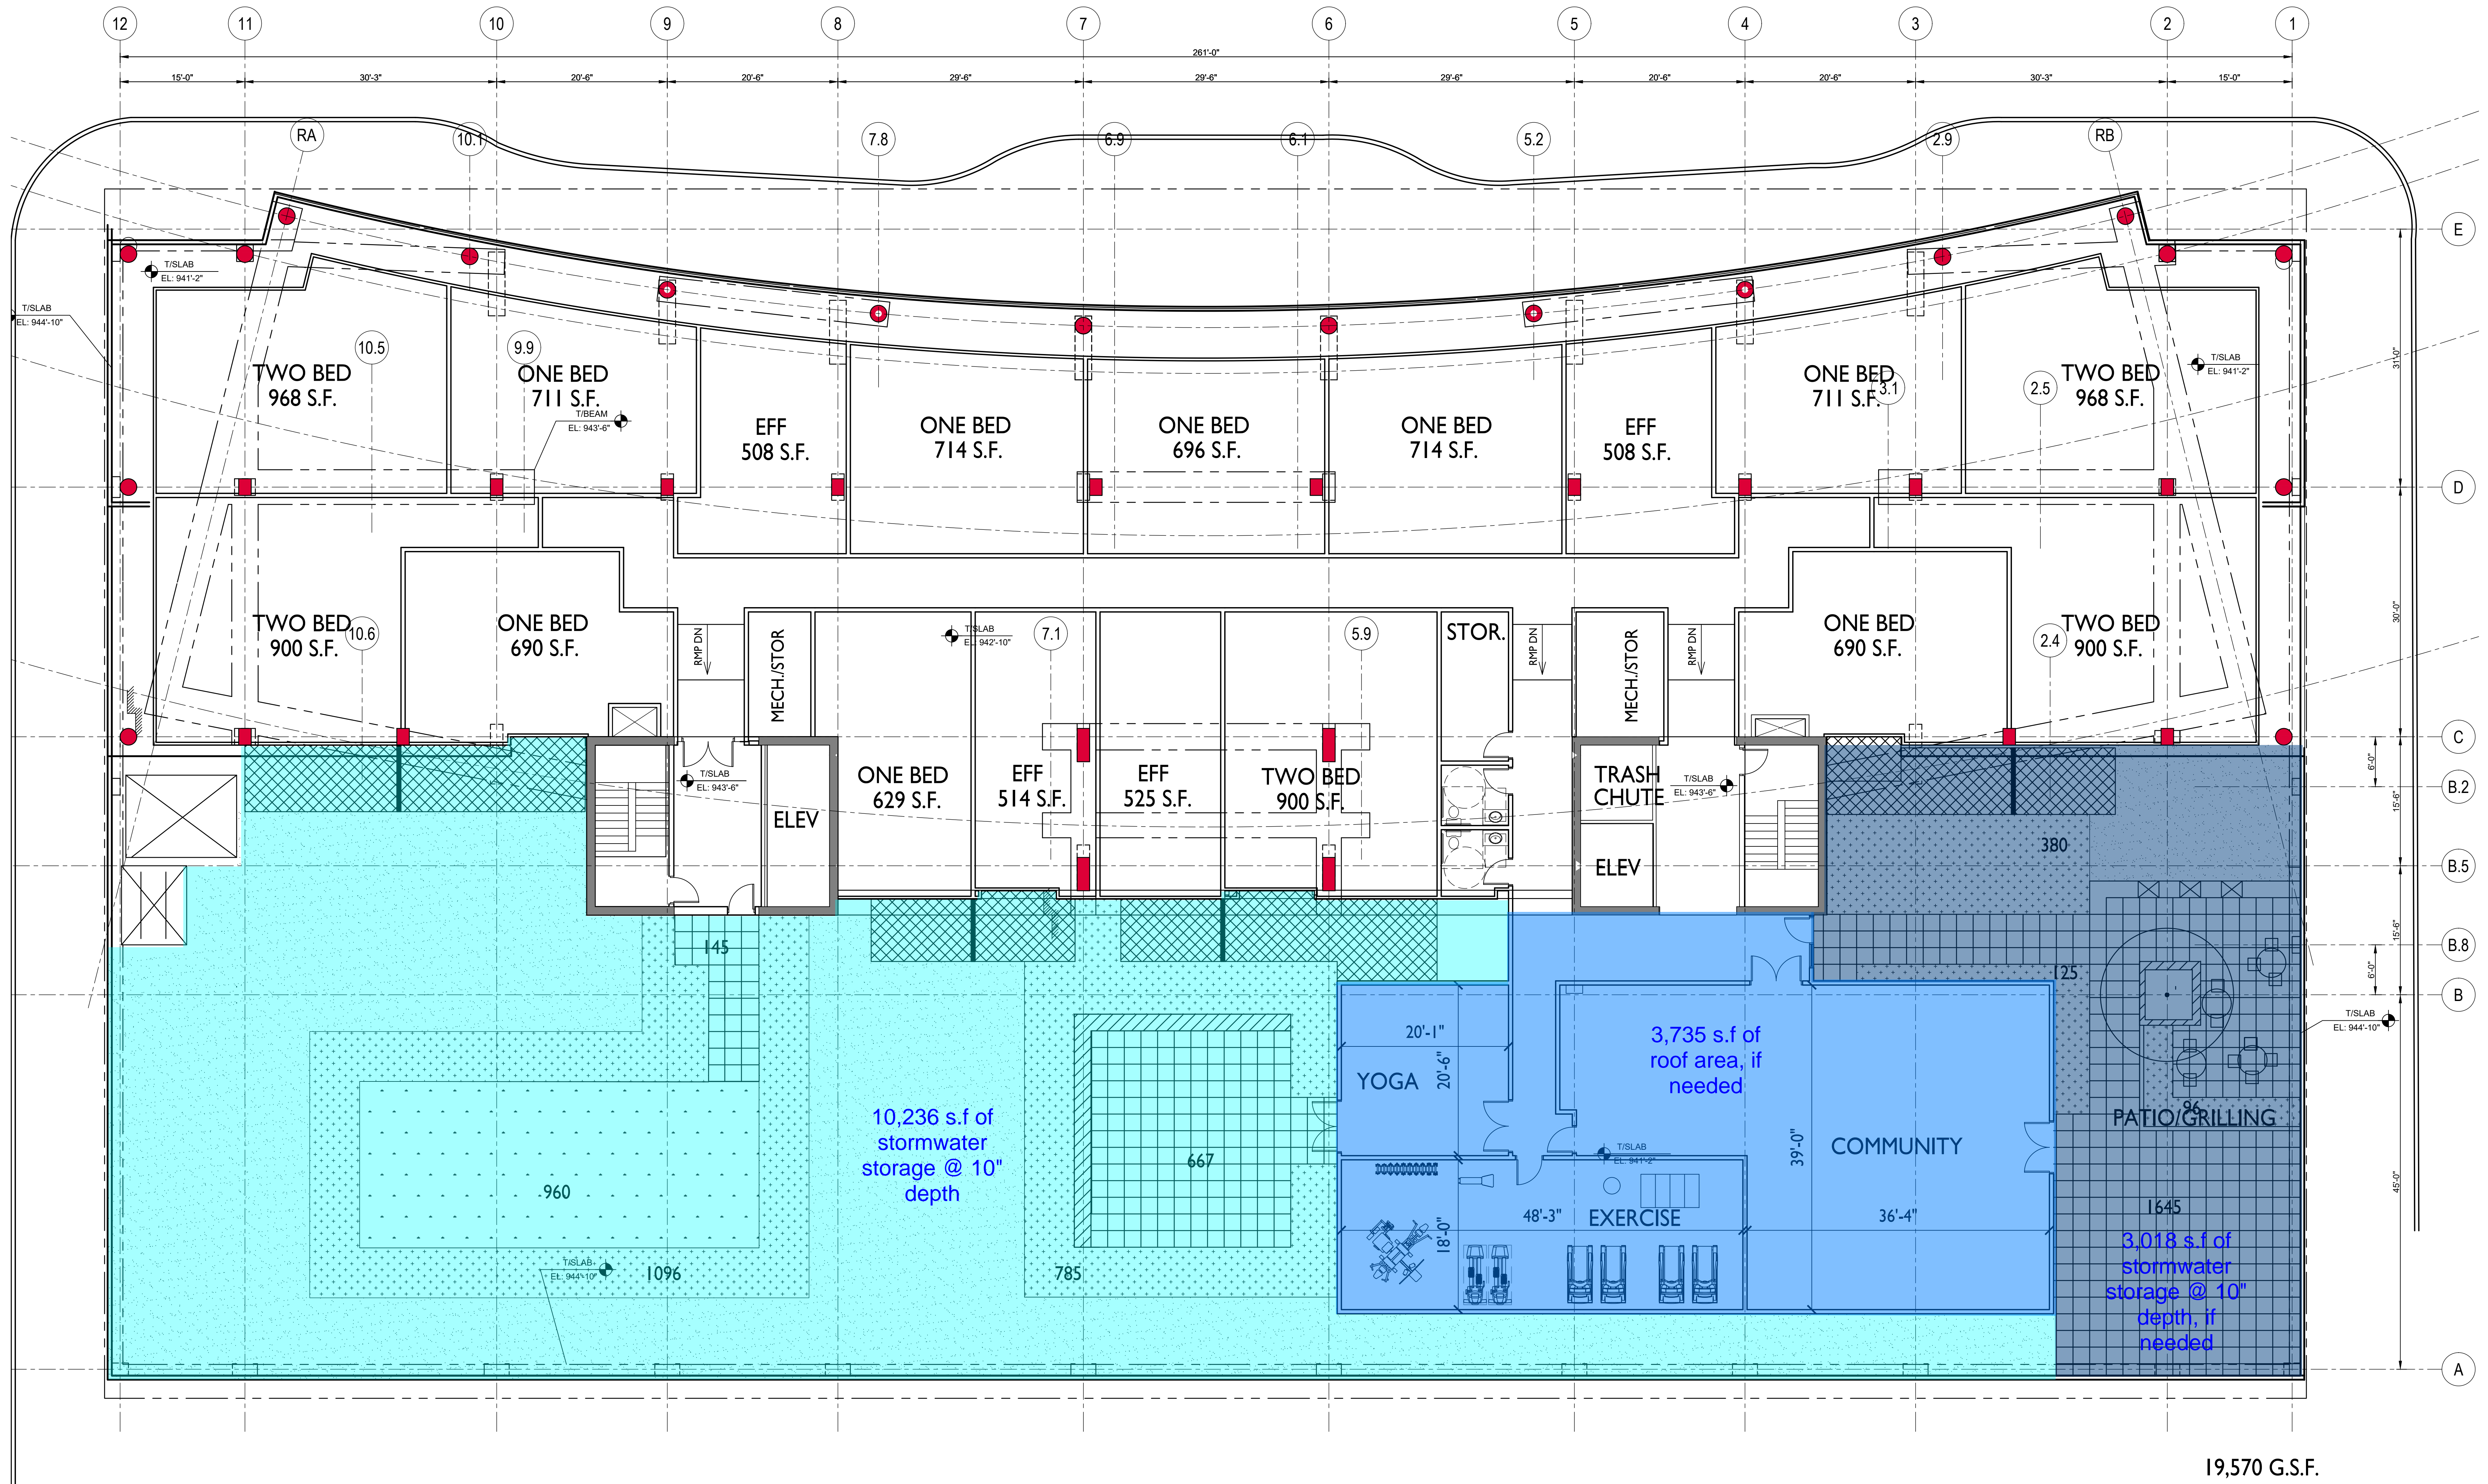 12 11 10 9 8 7 6 5 4 3 2 1
261'-0"
15'-0" 30'-3" 20'-6" 20'-6" 29'-6" 29'-6" 29'-6" 20'-6" 20'-6" 30'-3" 15'-0"
RA 10.1 7.8 6.9 6.1 5.2 2.9 RB
E
T/SLAB
EL: 941'-2"
T/SLAB
EL: 944'-10"
TWO BED
968 S.F.
10.5
9.9
ONE BED
711 S.F.
T/BEAM
EL: 943'-6"
EFF
508 S.F.
ONE BED
714 S.F.
ONE BED
696 S.F.
ONE BED
714 S.F.
EFF
508 S.F.
ONE BED
711 S.F.
3.1
2.5
TWO BED
968 S.F.
T/SLAB
EL: 941'-2"
31'-0"
D
TWO BED
900 S.F.
10.6
ONE BED
690 S.F.
RMP DN
MECH./STOR
T/SLAB
EL: 942'-10"
7.1
5.9
STOR.
RMP DN
MECH./STOR
RMP DN
ONE BED
690 S.F.
2.4
TWO BED
900 S.F.
30'-0"
C
6'-0"
B.2
15'-6"
T/SLAB
EL: 943'-6"
ELEV
ONE BED
629 S.F.
EFF
514 S.F.
EFF
525 S.F.
TWO BED
900 S.F.
TRASH
CHUTE
T/SLAB
EL: 943'-6"
ELEV
380
B.5
15'-6"
B.8
6'-0"
B
145
125
20'-1"
YOGA
20'-6"
3,735 s.f of
roof area, if
needed
T/SLAB
EL: 944'-10"
96
PATIO/GRILLING
10,236 s.f of
stormwater
storage @ 10"
depth
667
T/SLAB
EL: 941'-2"
39'-0"
COMMUNITY
960
18'-0"
48'-3"
EXERCISE
36'-4"
1645
45'-0"
3,018 s.f of
stormwater
storage @ 10"
depth, if
needed
T/SLAB
EL: 944'-10"
1096
785
A
19,570 G.S.F.